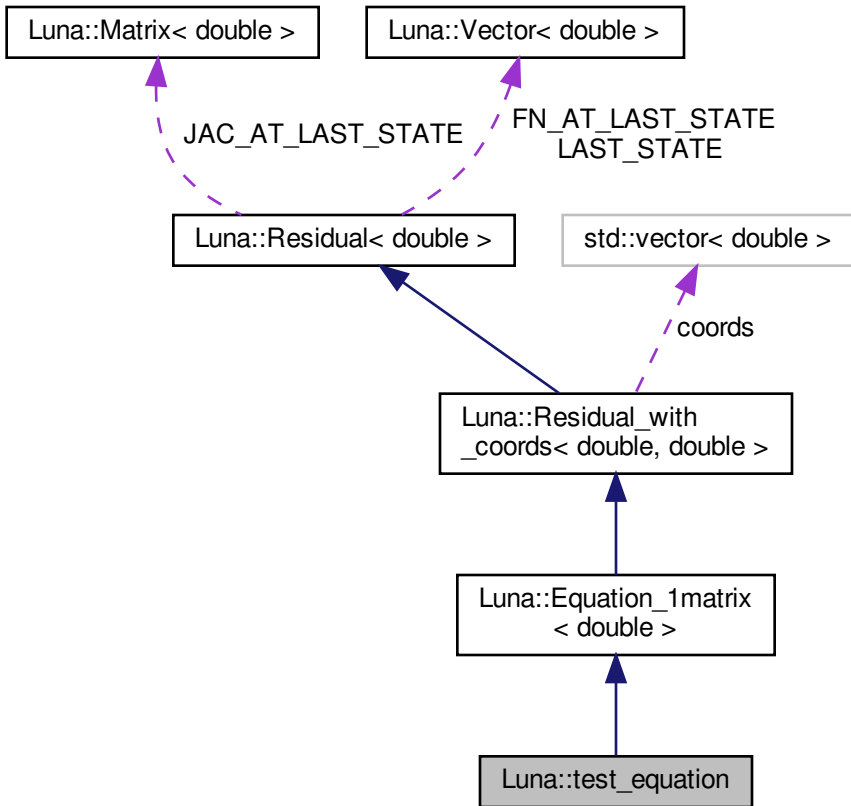 Luna::Matrix< double >
Luna::Vector< double >
JAC_AT_LAST_STATE
FN_AT_LAST_STATE
LAST_STATE
Luna::Residual< double >
std::vector< double >
coords
Luna::Residual_with
_coords< double, double >
Luna::Equation_1matrix
< double >
Luna::test_equation